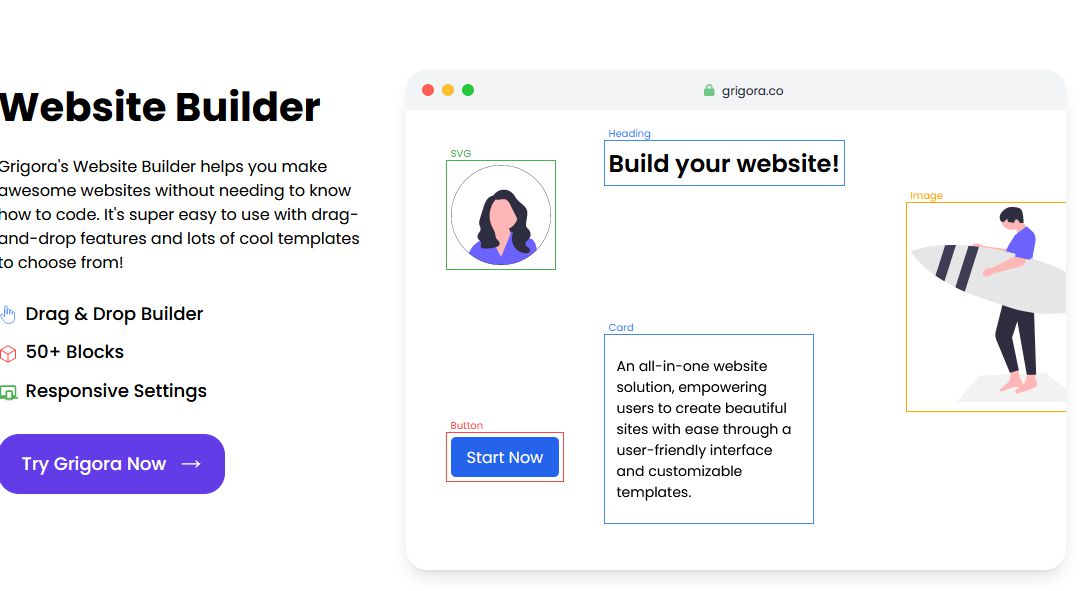 Website Builder
Grigora's Website Builder helps you make
awesome websites without needing to know
how to code. It's super easy to use with drag-
and-drop features and lots of cool templates
to choose from!
Drag & Drop Builder
50+ Blocks
Responsive Settings
Try Grigora Now →
grigora.co
SVG
Heading
Build your website!
Image
Card
An all-in-one website
solution, empowering
users to create beautiful
sites with ease through a
user-friendly interface
and customizable
templates.
Button
Start Now